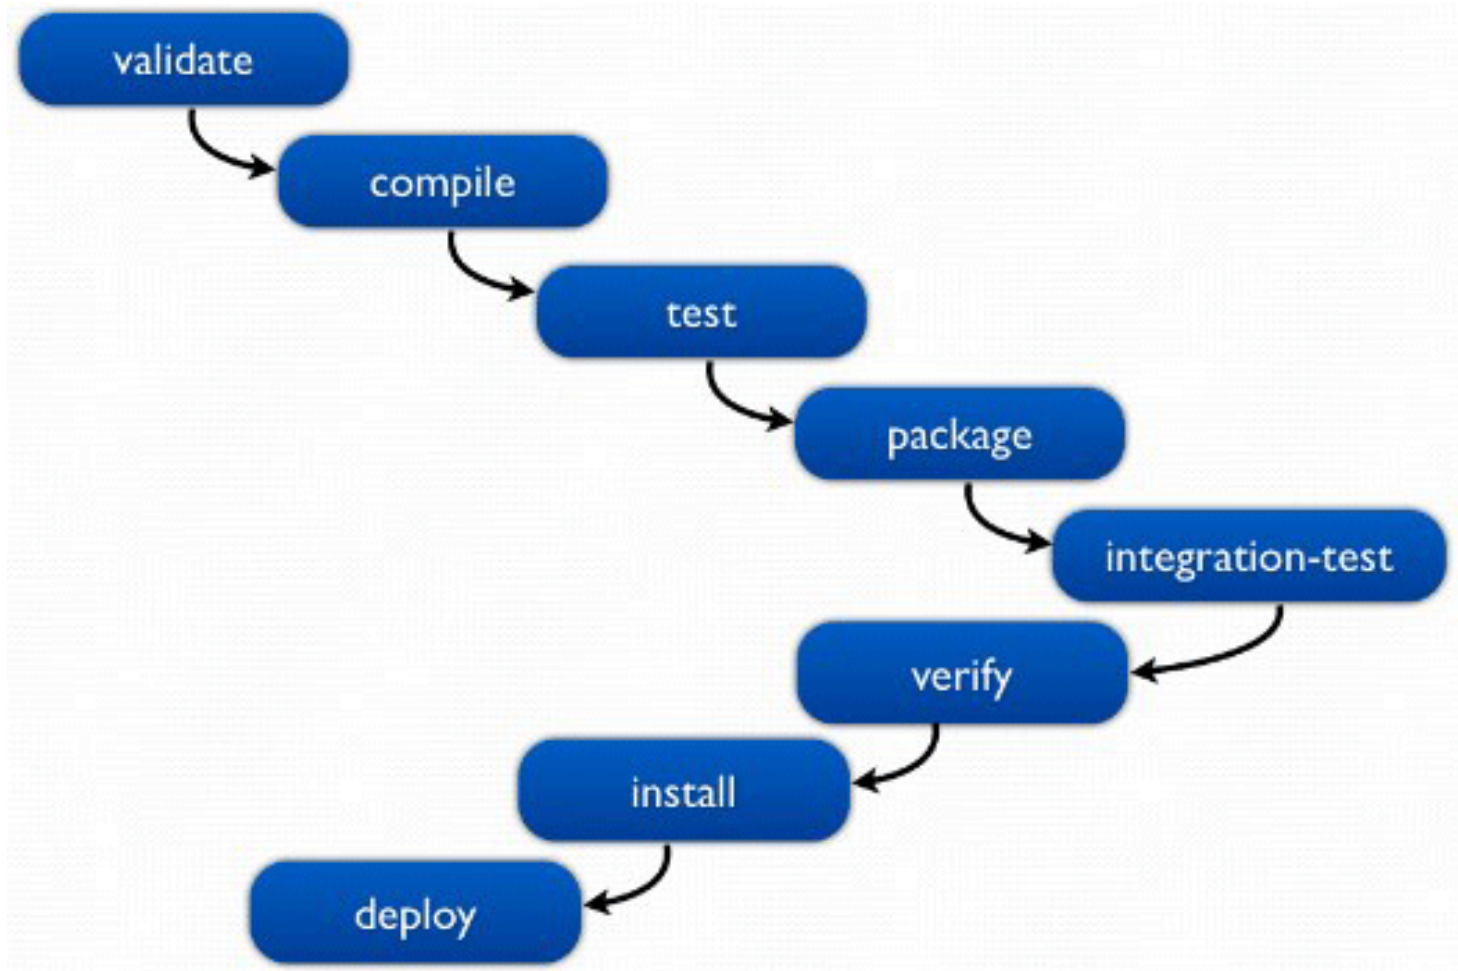 validate
compile
test
package
integration-test
verify
install
deploy